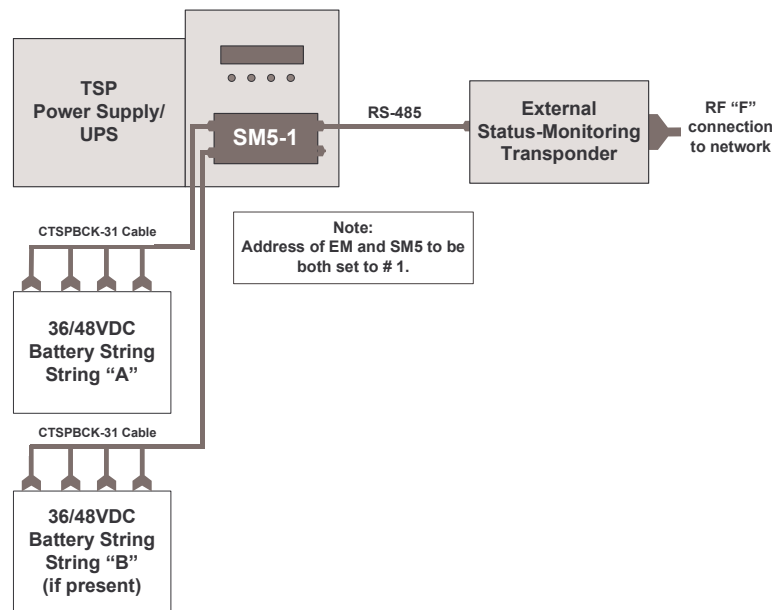 TSP
Power Supply/
UPS
SM5-1
RS-485
External
Status-Monitoring
Transponder
RF “F”
connection
to network
Note:
Address of EM and SM5 to be
both set to # 1.
CTSPBCK-31 Cable
36/48VDC
Battery String
String “A”
CTSPBCK-31 Cable
36/48VDC
Battery String
String “B”
(if present)